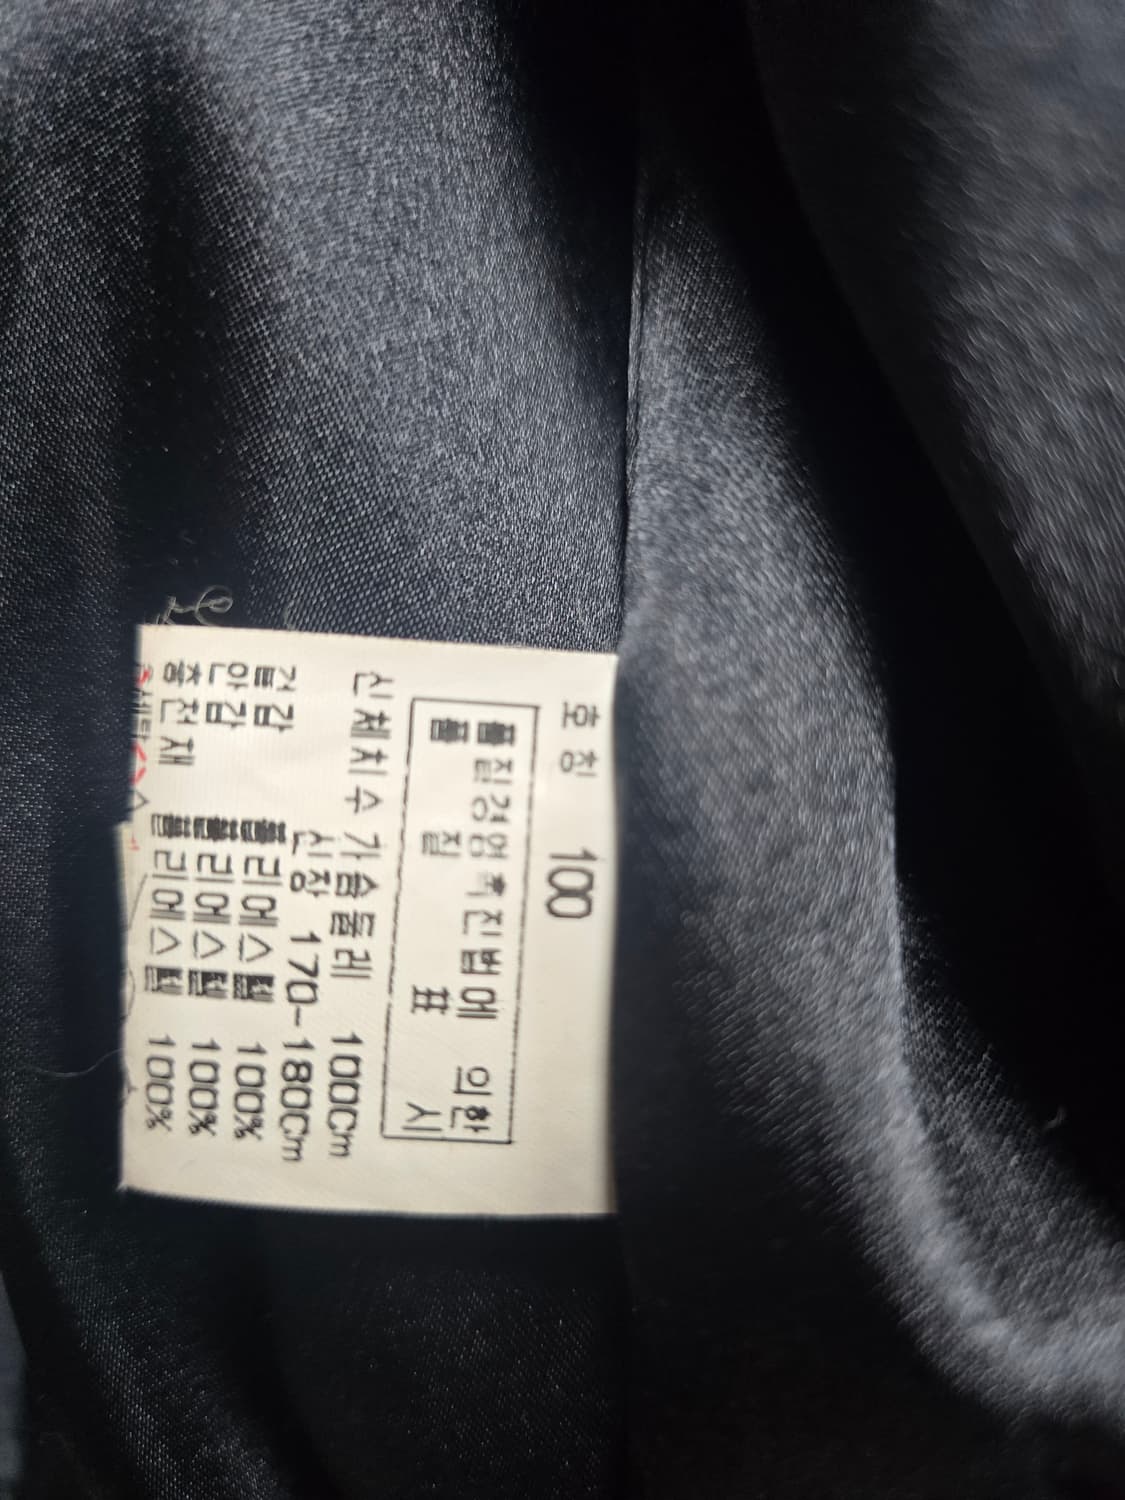 호칭 100
품질경영촉진법에 의한
품 질 표 시
신체치수 가슴둘레 100Cm
신장 170-180Cm
겉감 폴리에스텔 100%
안감 폴리에스텔 100%
충전재 폴리에스텔 100%